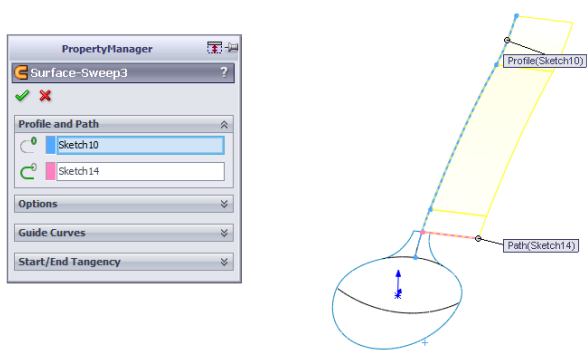 PropertyManager
Surface-Sweep3 ?
Profile and Path
Sketch10
Sketch14
Options
Guide Curves
Start/End Tangency
Profile(Sketch10)
Path(Sketch14)